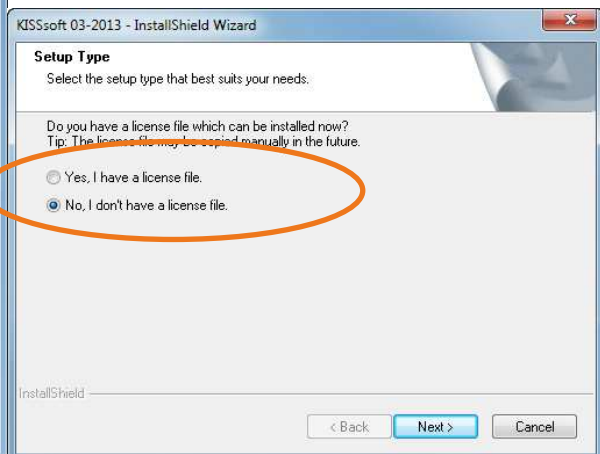 KISSsoft 03-2013 - InstallShield Wizard
Setup Type
Select the setup type that best suits your needs.
Do you have a license file which can be installed now?
Tip: The license file may be copied manually in the future.
Yes, I have a license file.
No, I don't have a license file.
InstallShield
< Back
Next >
Cancel